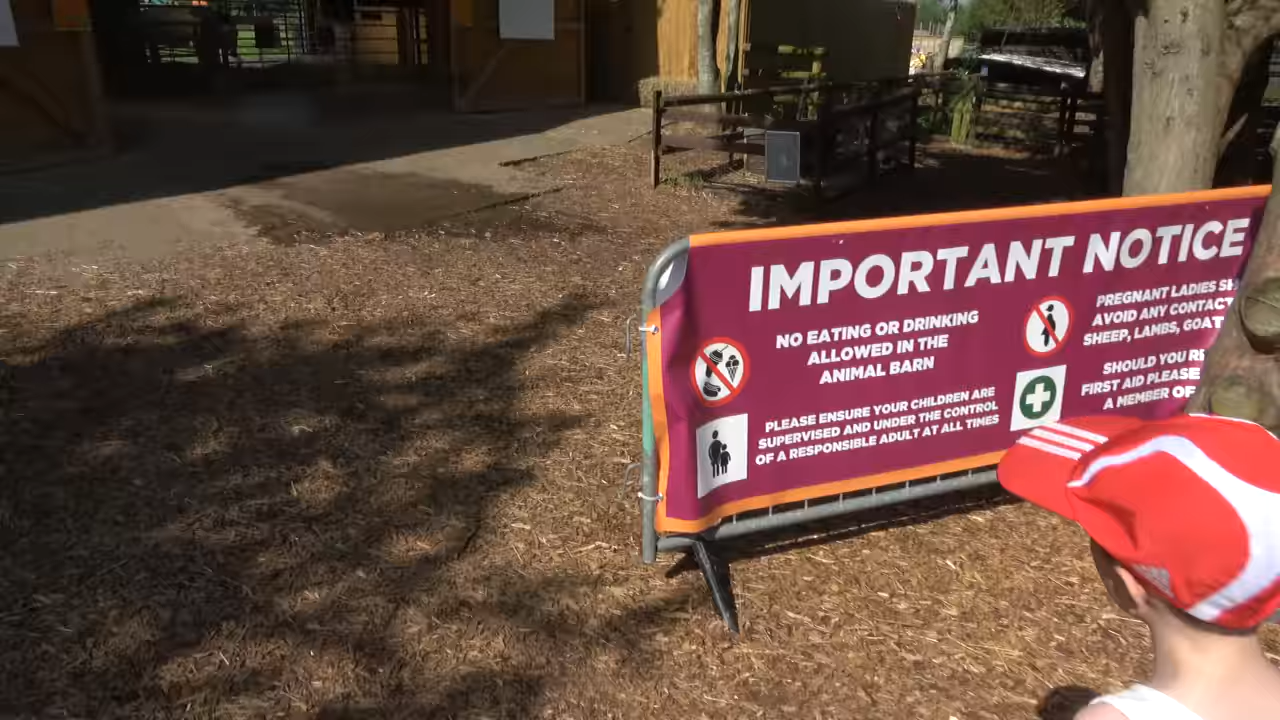 IMPORTANT NOTICE
NO EATING OR DRINKING
ALLOWED IN THE
ANIMAL BARN
PLEASE ENSURE YOUR CHILDREN ARE
SUPERVISED AND UNDER THE CONTROL
OF A RESPONSIBLE ADULT AT ALL TIMES
PREGNANT LADIES
AVOID ANY CONTACT
SHEEP, LAMBS, GOAT
SHOULD YOU
FIRST AID PLEASE
A MEMBER OF